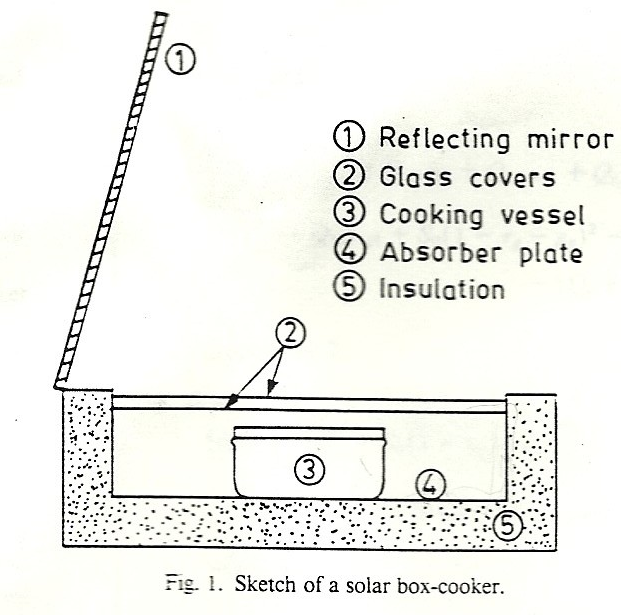 ①
① Reflecting mirror
② Glass covers
③ Cooking vessel
④ Absorber plate
⑤ Insulation
②
③
④
⑤
Fig. 1. Sketch of a solar box-cooker.